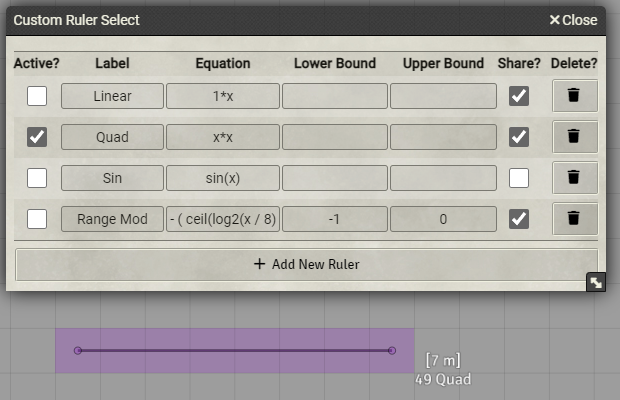 Custom Ruler Select ✕Close
Active? Label Equation Lower Bound Upper Bound Share? Delete?
Linear 1*x
Quad x*x
Sin sin(x)
Range Mod - ( ceil(log2(x / 8) -1 0
+ Add New Ruler
[7 m]
49 Quad